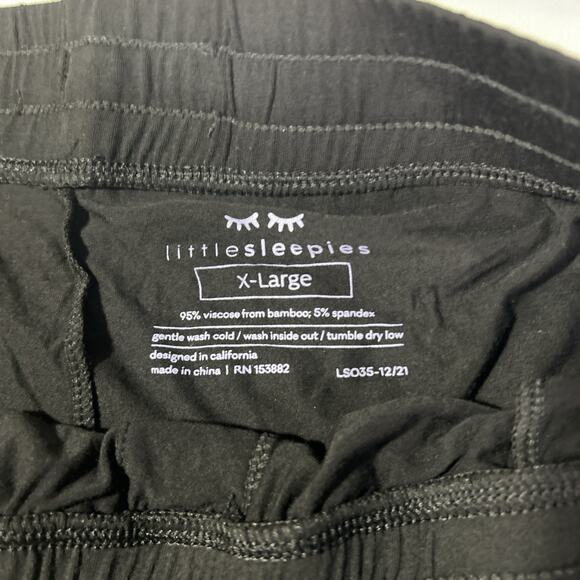 littlesleepies
X-Large
95% viscose from bamboo; 5% spandex
gentle wash cold / wash inside out / tumble dry low
designed in california
made in china | RN 153882 LS035-12/21